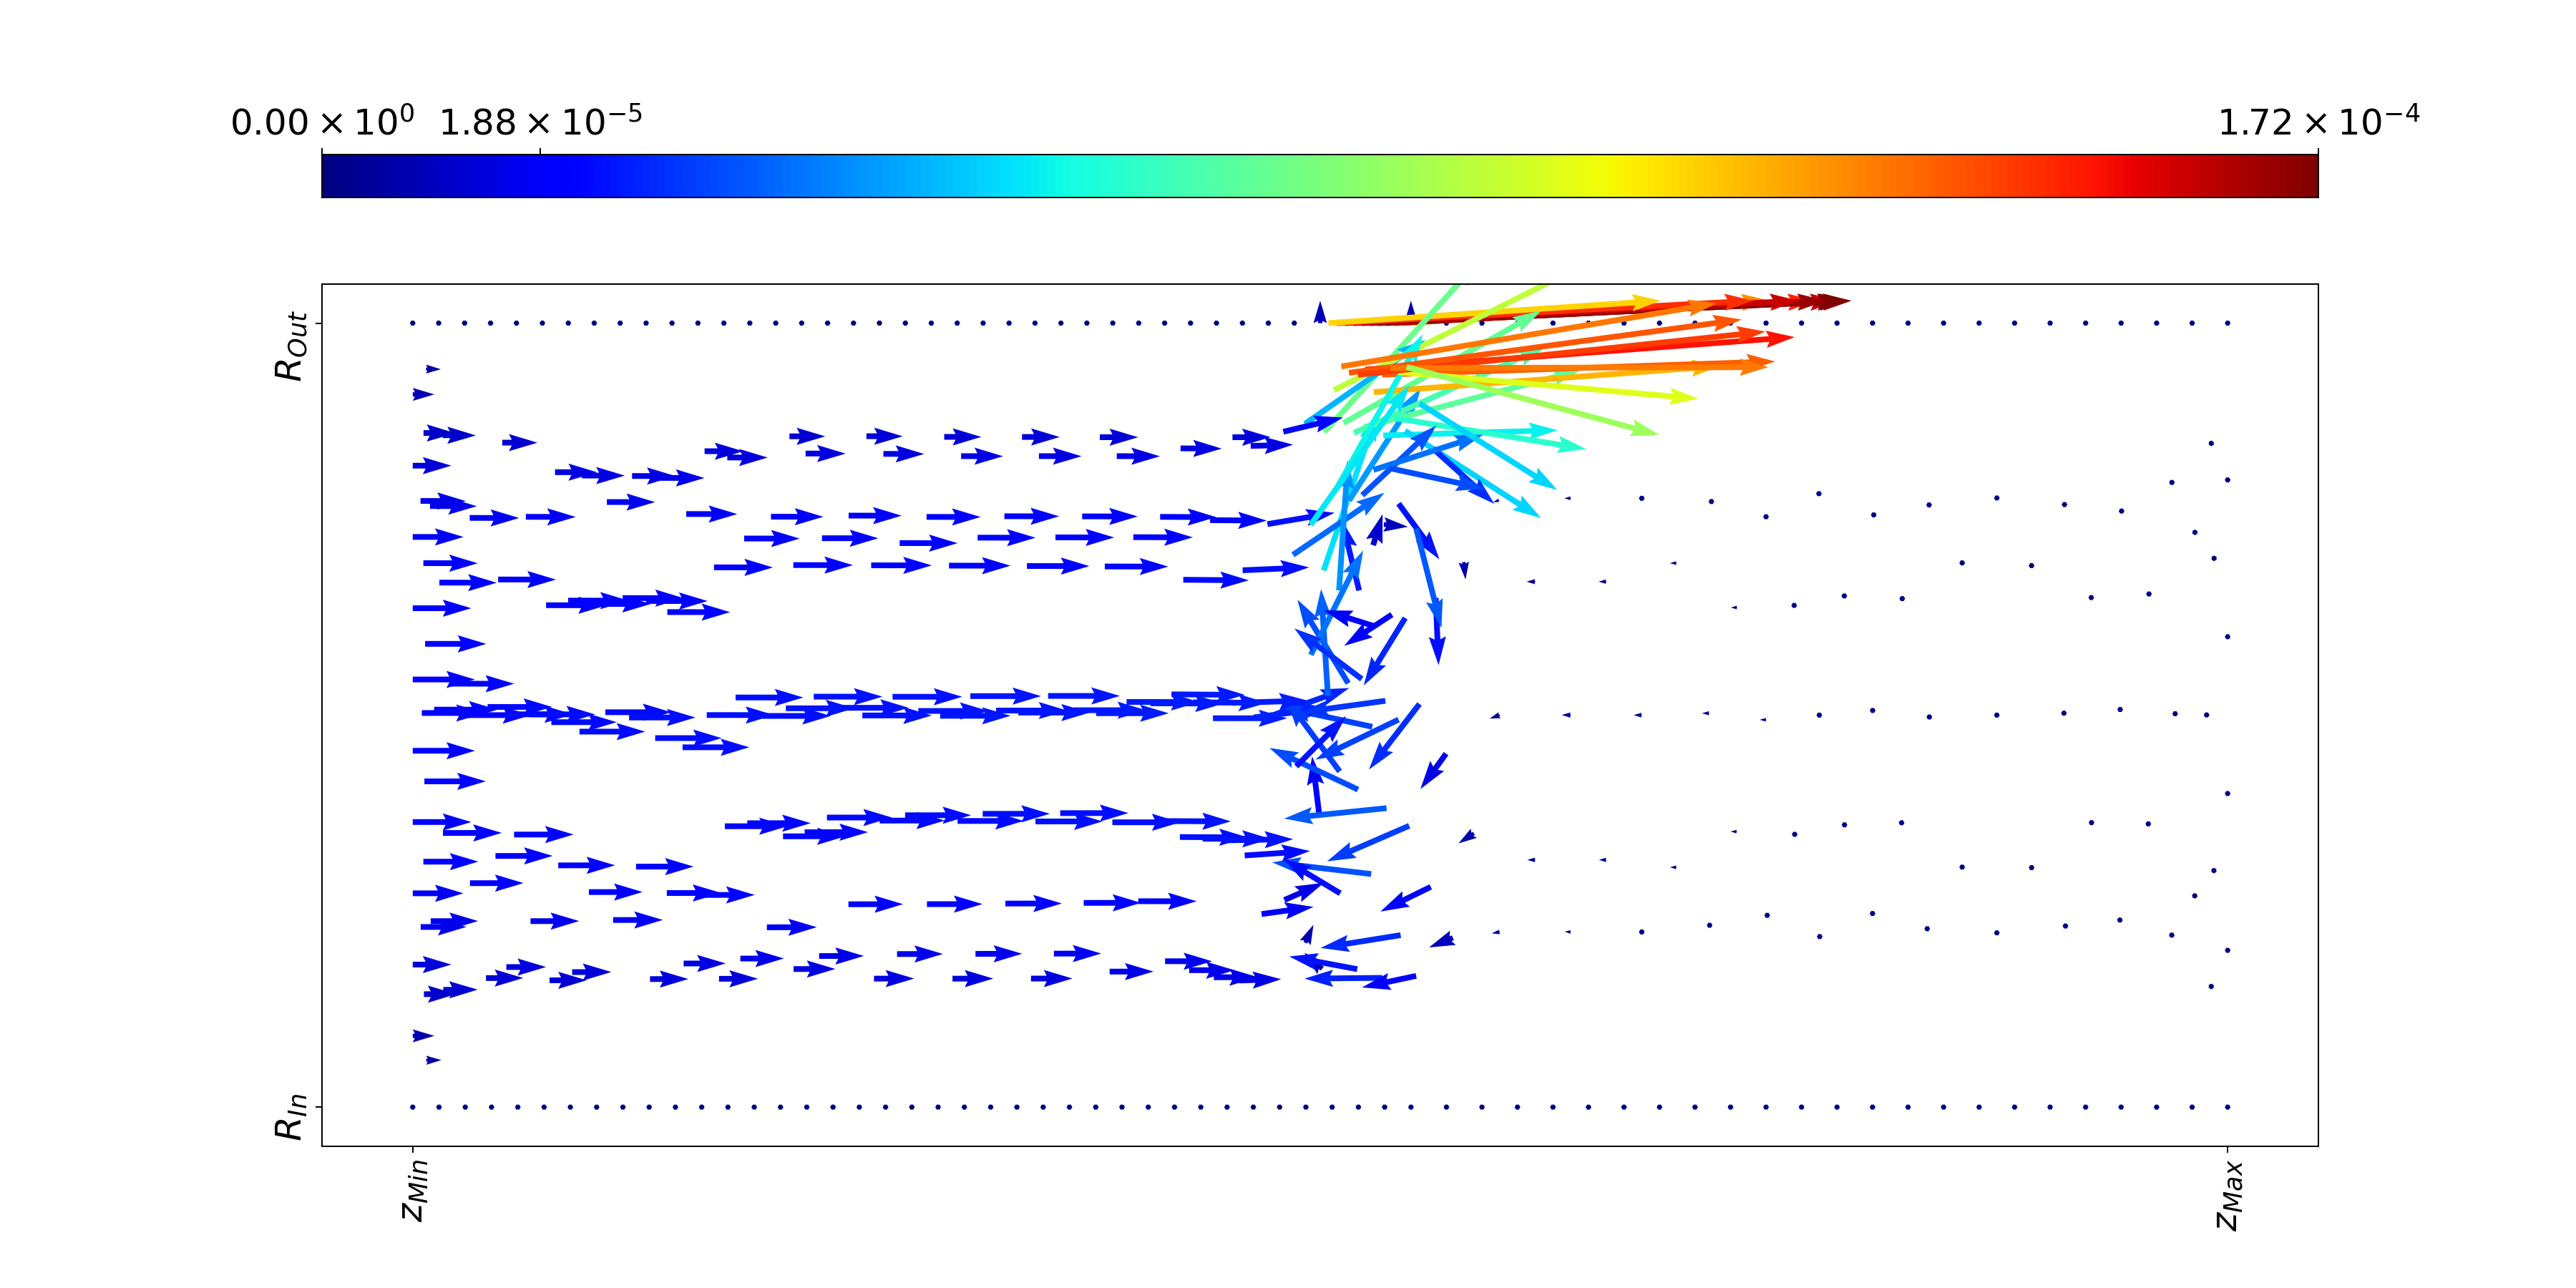 0.00 × 10⁰ 1.88 × 10⁻⁵ 1.72 × 10⁻⁴
R_Out
R_In
z_Min z_Max